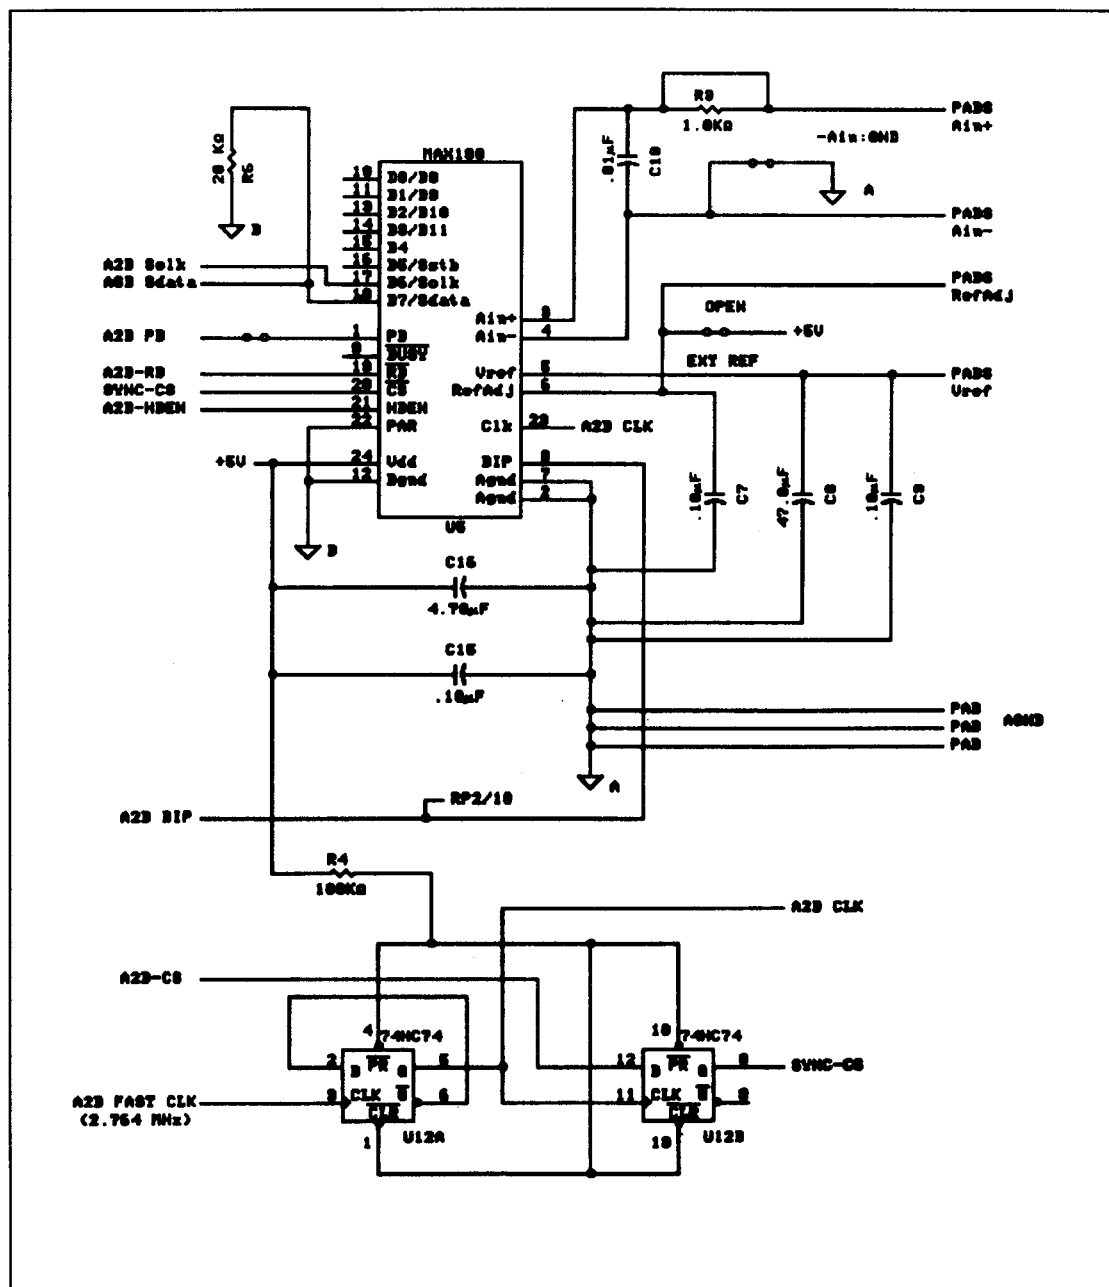 R3
1.0KΩ
PADS
Ain+
-Ain:GND
.01µF
C10
A
PADS
Ain-
20 KΩ
R6
D
MAX180
10 D0/D8
11 D1/D9
13 D2/D10
14 D3/D11
15 D4
16 D5/Sstb
A2D Sclk
17 D6/Sclk
A2D Sdata
18 D7/Sdata
Ain+ 3
Ain- 4
PADS
RefAdj
OPEN
+5V
A2D PD
1 PD
9 BUSY
EXT REF
A2D-RD
19 RD
Vref 5
PADS
Vref
SYNC-CS
20 CS
RefAdj 6
A2D-HBEN
21 HBEN
22 PAR
Clk 23 A2D CLK
+5V
24 Vdd
BIP 8
12 Dgnd
Agnd 7
Agnd 2
U6
D
.10µF
C7
47.0µF
C8
.10µF
C9
C16
4.70µF
C15
.10µF
PAD
PAD AGND
PAD
A
RP2/10
A2D BIP
R4
100KΩ
A2D CLK
A2D-CS
4 74HC74
10 74HC74
2 D PR Q 5
12 D PR Q 9
SYNC-CS
A2D FAST CLK
(2.764 MHz)
3 CLK Q 6
11 CLK Q 8
CLR
CLR
1 U12A
13 U12B